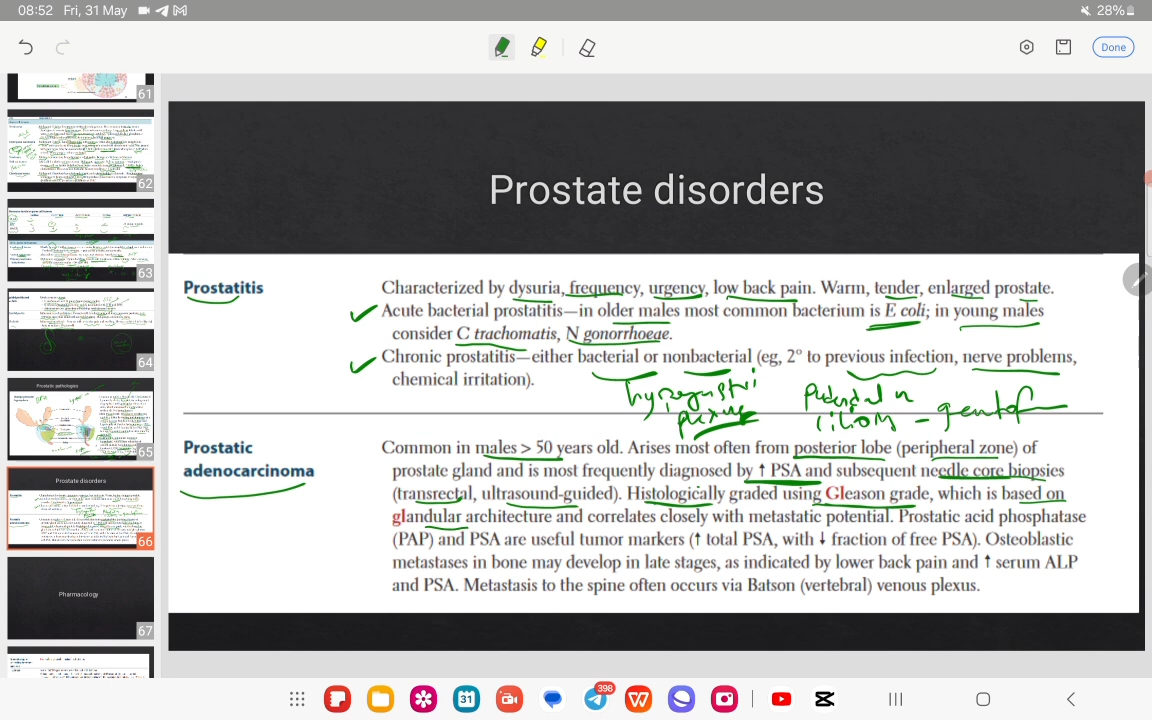 08:52 Fri, 31 May
28%
Done
61
62
63
64
Prostatic pathologies
65
Prostate disorders
66
Pharmacology
67
Prostate disorders
Prostatitis
Characterized by dysuria, frequency, urgency, low back pain. Warm, tender, enlarged prostate.
Acute bacterial prostatitis—in older males most common bacterium is E coli; in young males
consider C trachomatis, N gonorrhoeae.
Chronic prostatitis—either bacterial or nonbacterial (eg, 2° to previous infection, nerve problems,
chemical irritation).
plexus
Prostatic
adenocarcinoma
Common in males > 50 years old. Arises most often from posterior lobe (peripheral zone) of
prostate gland and is most frequently diagnosed by ↑ PSA and subsequent needle core biopsies
(transrectal, ultrasound-guided). Histologically graded using Gleason grade, which is based on
glandular architecture and correlates closely with metastatic potential. Prostatic acid phosphatase
(PAP) and PSA are useful tumor markers (↑ total PSA, with ↓ fraction of free PSA). Osteoblastic
metastases in bone may develop in late stages, as indicated by lower back pain and ↑ serum ALP
and PSA. Metastasis to the spine often occurs via Batson (vertebral) venous plexus.
31
398